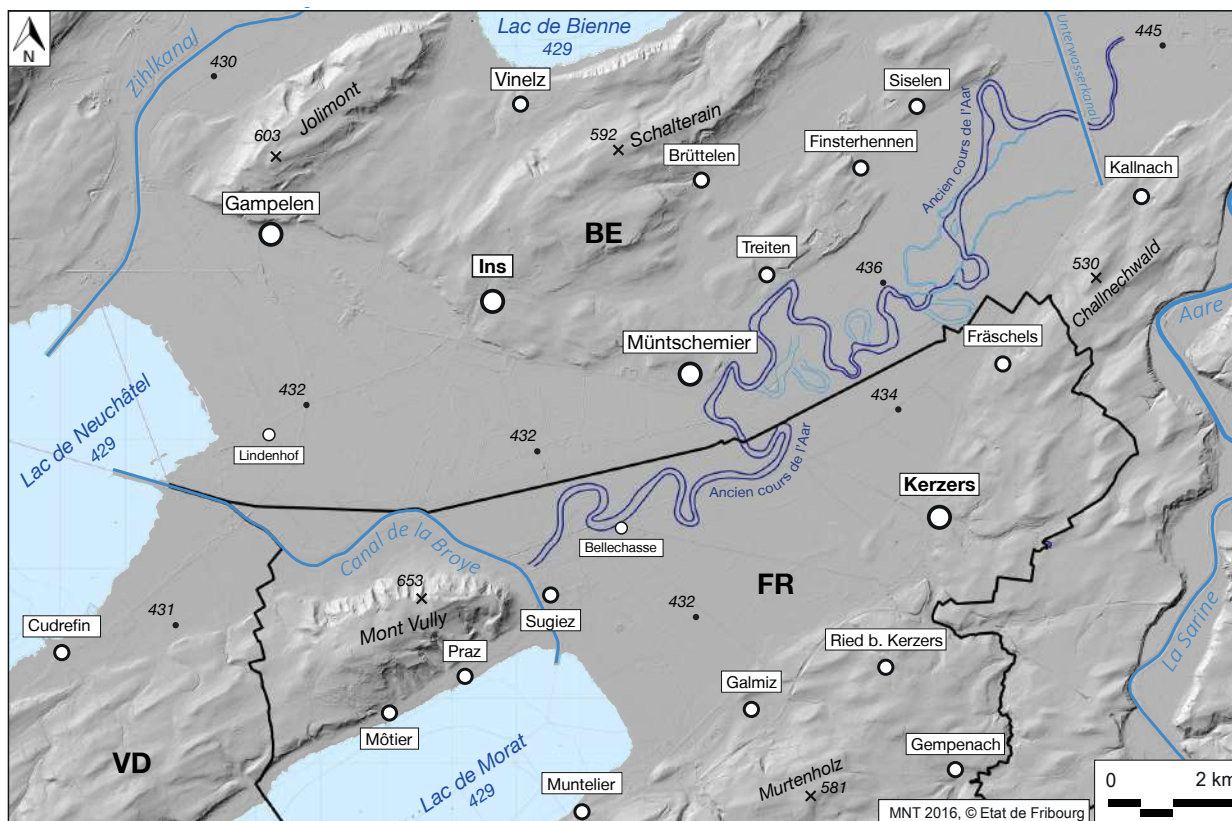 N
Zihlkanal
430
Lac de Bienne
429
Unterwasserkanal
445
Vinelz
Siselen
603
Jolimont
592
Schalterain
Finsterhennen
Brüttelen
Kallnach
Ancien cours de l'Aar
Gampelen
BE
Treiten
530
Challnechwald
436
Ins
Aare
Müntschemier
Fräschels
Lac de Neuchâtel
429
432
434
Lindenhof
432
Ancien cours de l'Aar
Kerzers
Canal de la Broye
Bellechasse
653
Mont Vully
FR
431
Sugiez
432
Cudrefin
Ried b. Kerzers
La Sarine
Praz
Galmiz
Môtier
VD
Gempenach
Lac de Morat
429
Muntelier
Murtenholz
581
0 2 km
MNT 2016, © Etat de Fribourg